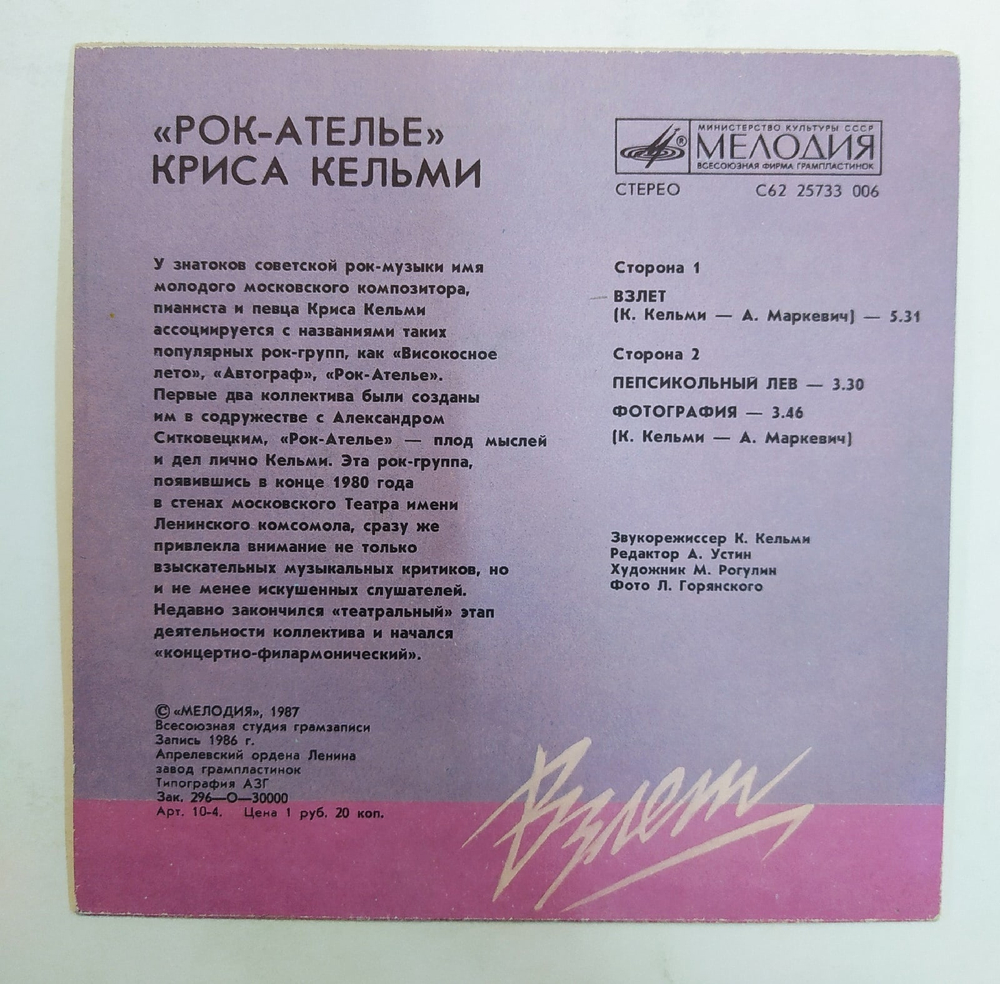 «РОК-АТЕЛЬЕ»
КРИСА КЕЛЬМИ
МИНИСТЕРСТВО КУЛЬТУРЫ СССР
® МЕЛОДИЯ
ВСЕСОЮЗНАЯ ФИРМА ГРАМПЛАСТИНОК
СТЕРЕО С62 25733 006
У знатоков советской рок-музыки имя
молодого московского композитора,
пианиста и певца Криса Кельми
ассоциируется с названиями таких
популярных рок-групп, как «Високосное
лето», «Автограф», «Рок-Ателье».
Первые два коллектива были созданы
им в содружестве с Александром
Ситковецким, «Рок-Ателье» — плод мыслей
и дел лично Кельми. Эта рок-группа,
появившись в конце 1980 года
в стенах московского Театра имени
Ленинского комсомола, сразу же
привлекла внимание не только
взыскательных музыкальных критиков, но
и не менее искушенных слушателей.
Недавно закончился «театральный» этап
деятельности коллектива и начался
«концертно-филармонический».
Сторона 1
ВЗЛЕТ
(К. Кельми — А. Маркевич) — 5.31
Сторона 2
ПЕПСИКОЛЬНЫЙ ЛЕВ — 3.30
ФОТОГРАФИЯ — 3.46
(К. Кельми — А. Маркевич)
Звукорежиссер К. Кельми
Редактор А. Устин
Художник М. Рогулин
Фото Л. Горянского
© «МЕЛОДИЯ», 1987
Всесоюзная студия грамзаписи
Запись 1986 г.
Апрелевский ордена Ленина
завод грампластинок
Типография АЗГ
Зак. 296—О—30000
Арт. 10-4. Цена 1 руб. 20 коп.
Взлет